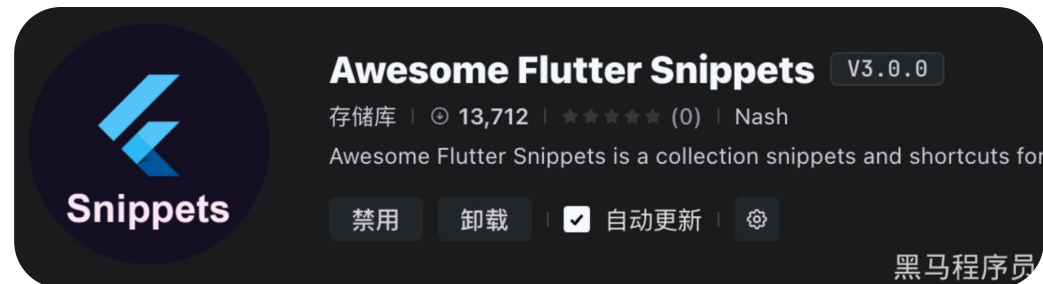 Awesome Flutter Snippets V3.0.0
存储库 13,712 (0) Nash
Awesome Flutter Snippets is a collection snippets and shortcuts for
Snippets
禁用 卸载 自动更新
黑马程序员